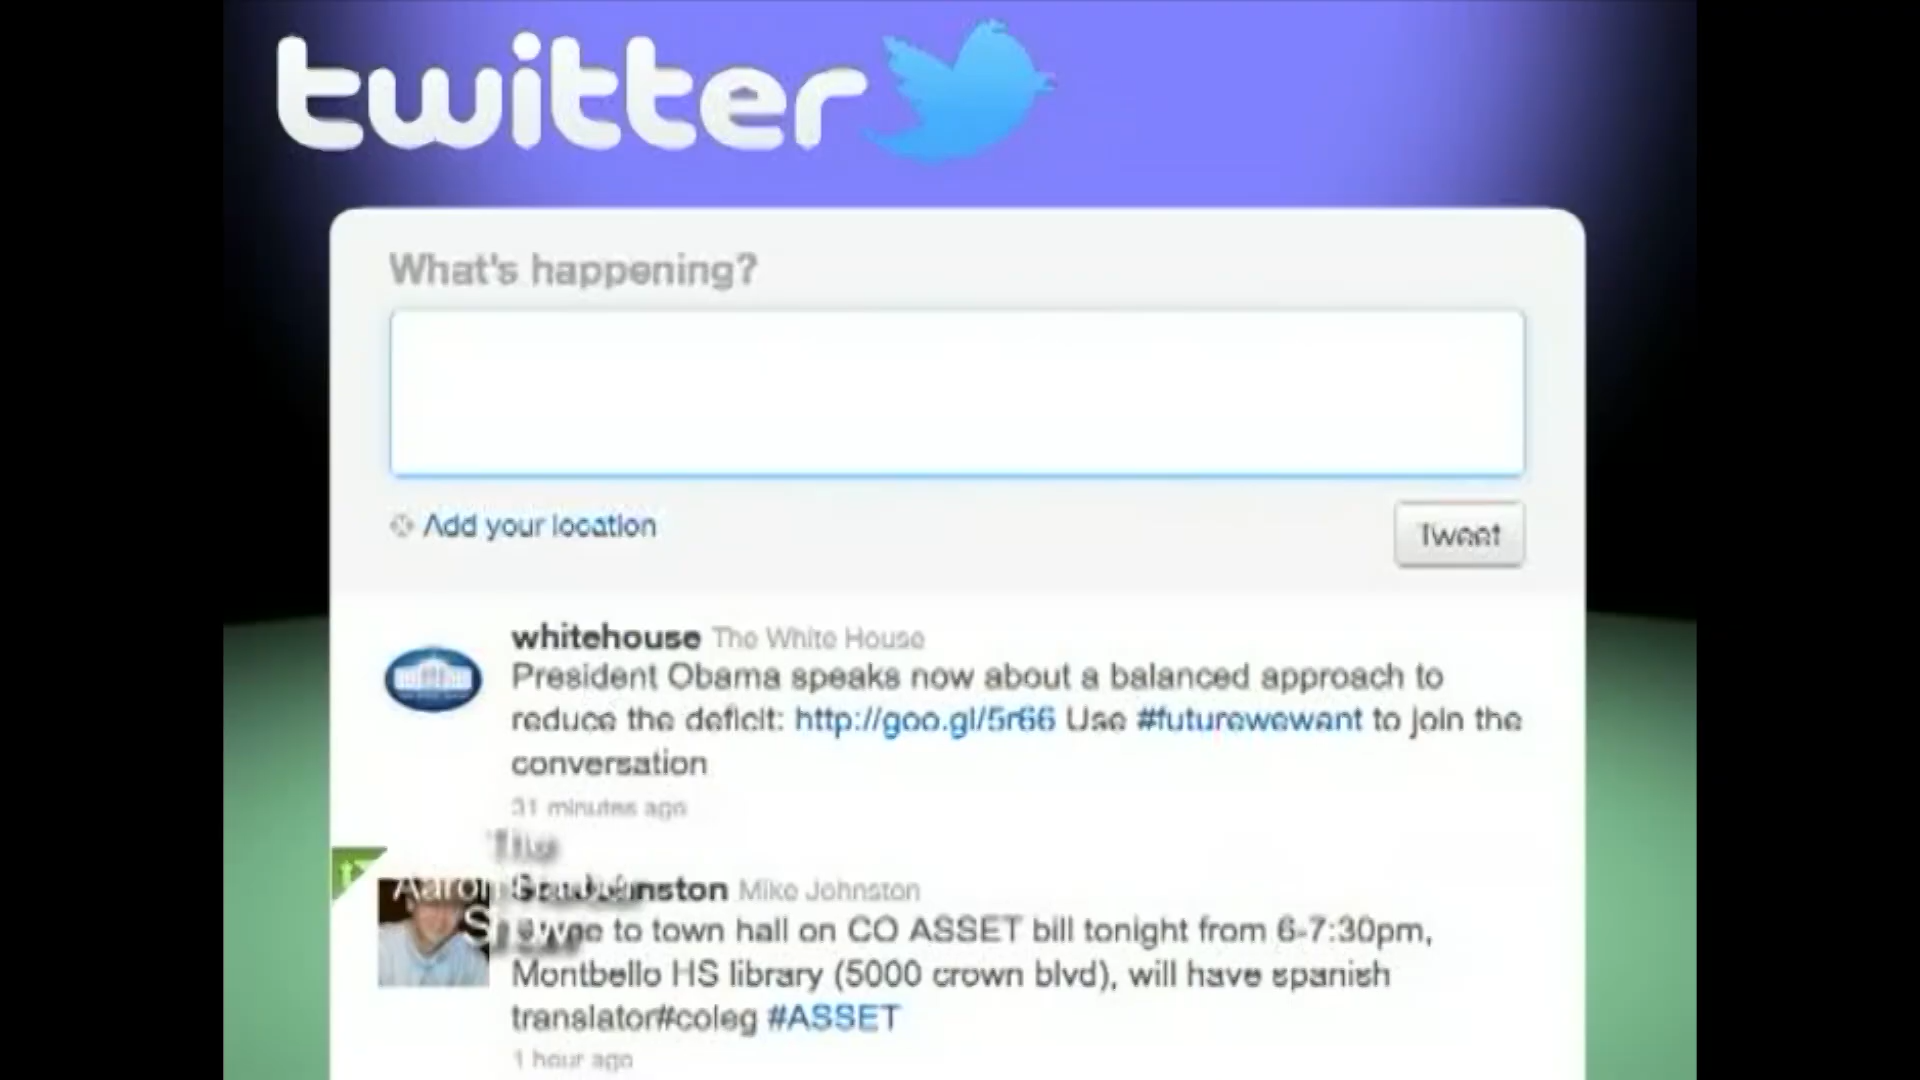 twitter
What's happening?
Add your location
Tweet
whitehouse The White House
President Obama speaks now about a balanced approach to
reduce the deficit: http://goo.gl/5r66 Use #futurewewant to join the
conversation
31 minutes ago
The
Aaron
Mike Johnston
Show
to town hall on CO ASSET bill tonight from 6-7:30pm,
Montbello HS library (5000 crown blvd), will have spanish
translator#coleg #ASSET
1 hour ago